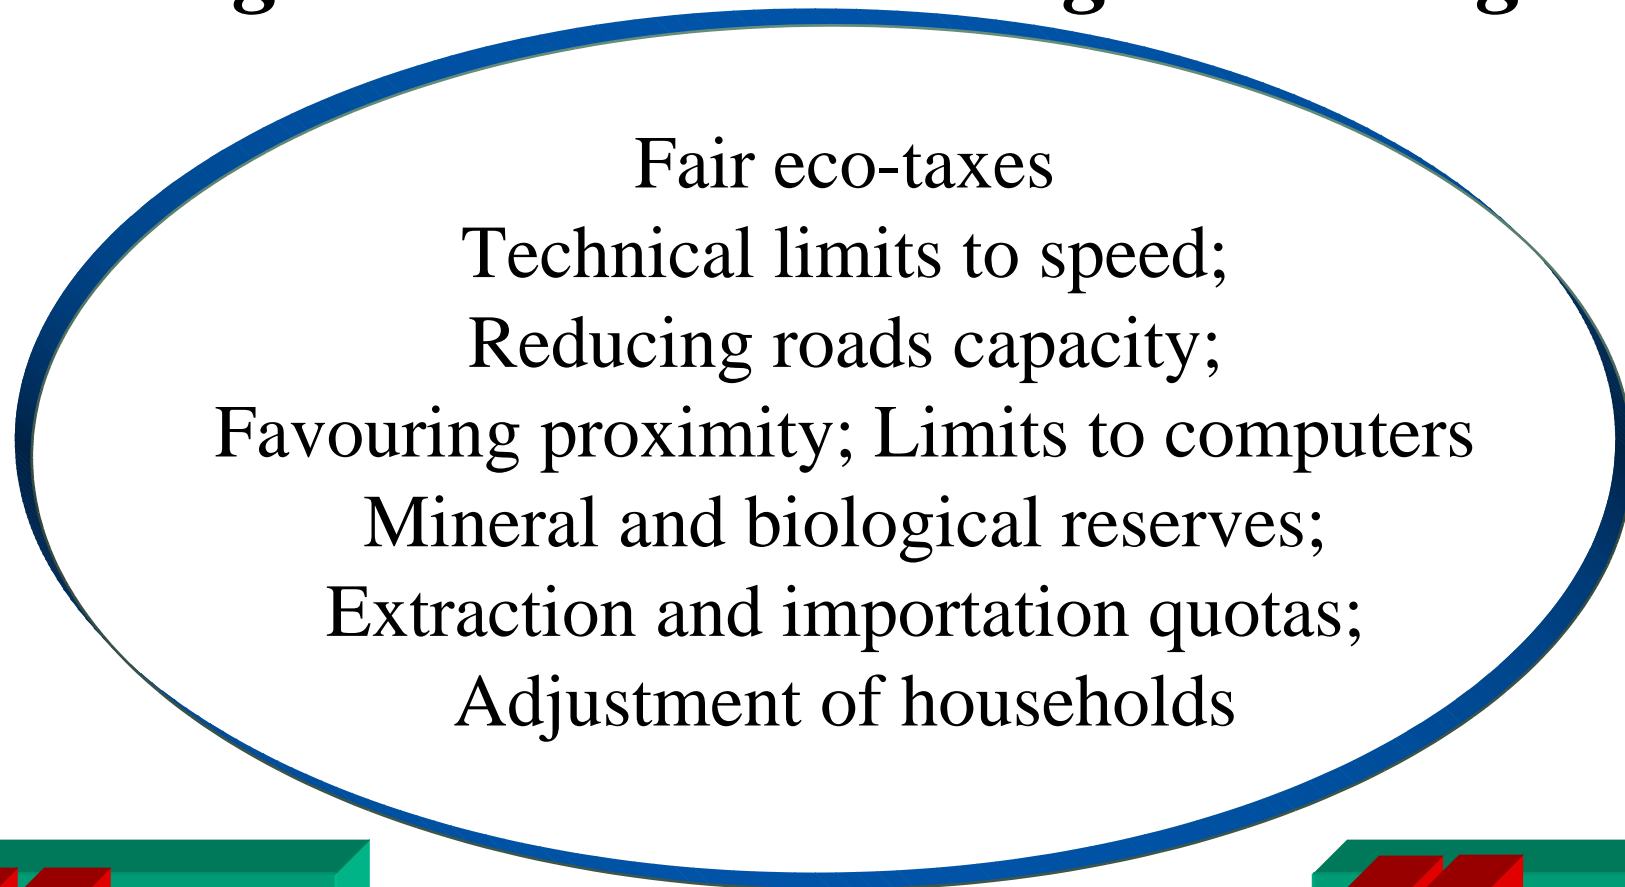 Fair eco-taxes
Technical limits to speed;
Reducing roads capacity;
Favouring proximity; Limits to computers
Mineral and biological reserves;
Extraction and importation quotas;
Adjustment of households